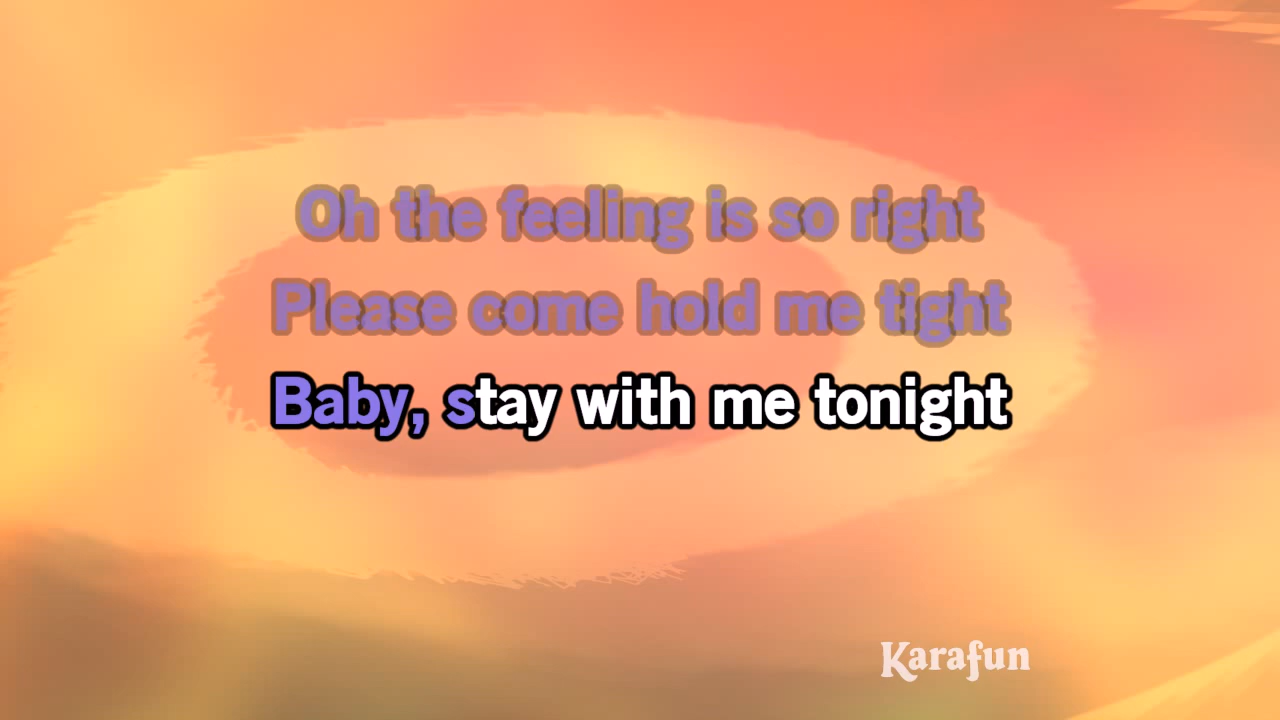 Oh the feeling is so right
Please come hold me tight
Baby, stay with me tonight
Karafun